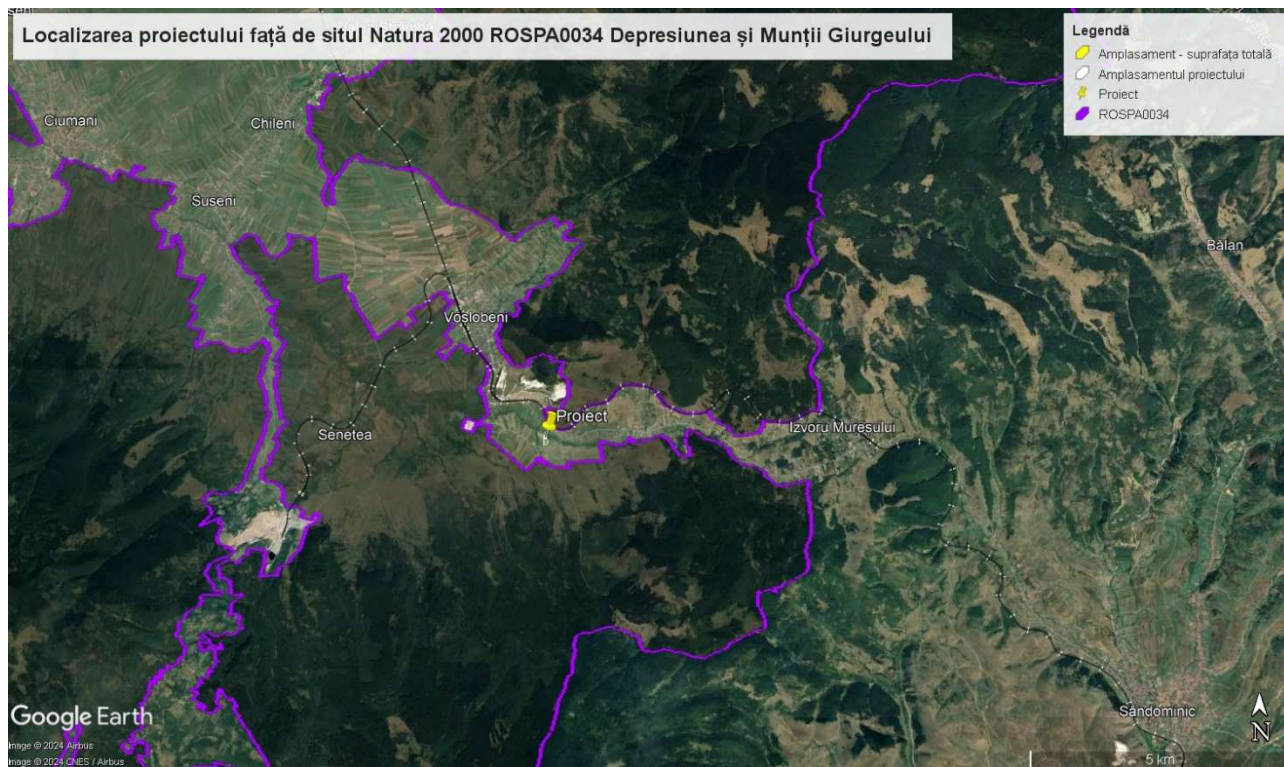 Localizarea proiectului față de situl Natura 2000 ROSPA0034 Depresiunea și Munții Giurgeului
Legendă
Amplasament - suprafața totală
Amplasamentul proiectului
Proiect
ROSPA0034
Ciumani
Chileni
Suseni
Bălan
Voșlobeni
Proiect
Izvoru Mureșului
Senetea
Sândominic
Google Earth
Image © 2024 Airbus
Image © 2024 CNES / Airbus
N
5 km